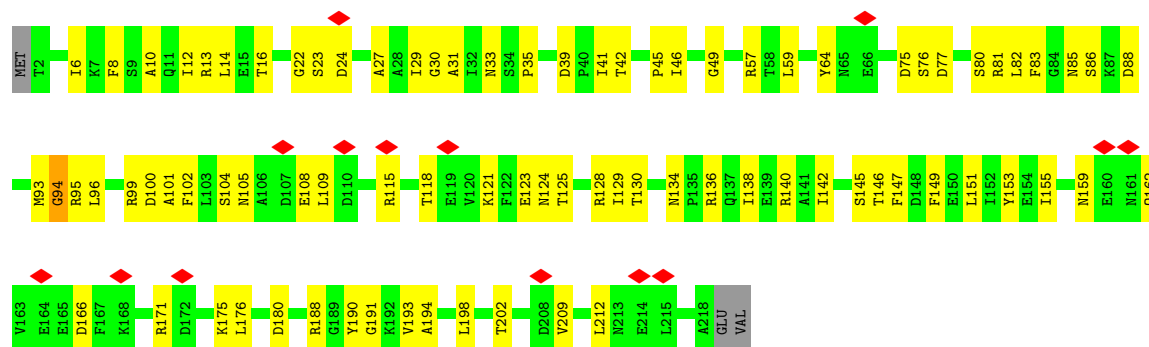 MET T2 I6 K7 F8 S9 A10 Q11 I12 R13 L14 E15 T16 G22 S23 D24 A27 A28 I29 G30 A31 I32 N33 S34 P35 D39 P40 I41 T42 P45 I46 G49 R57 T58 L59 Y64 N65 E66 D75 S76 D77 S80 R81 L82 F83 G84 N85 S86 K87 D88
M93 G94 R95 L96 R99 D100 A101 F102 L103 S104 N105 A106 D107 E108 L109 D110 R115 T118 E119 V120 K121 F122 E123 N124 T125 R128 I129 T130 N134 P135 R136 Q137 I138 E139 R140 A141 I142 S145 T146 F147 D148 F149 E150 L151 I152 Y153 E154 I155 N159 E160 N161
V163 E164 E165 D166 F167 K168 R171 D172 K175 L176 D180 R188 G189 Y190 G191 K192 V193 A194 L198 T202 D208 V209 L212 N213 E214 L215 A218 GLU VAL